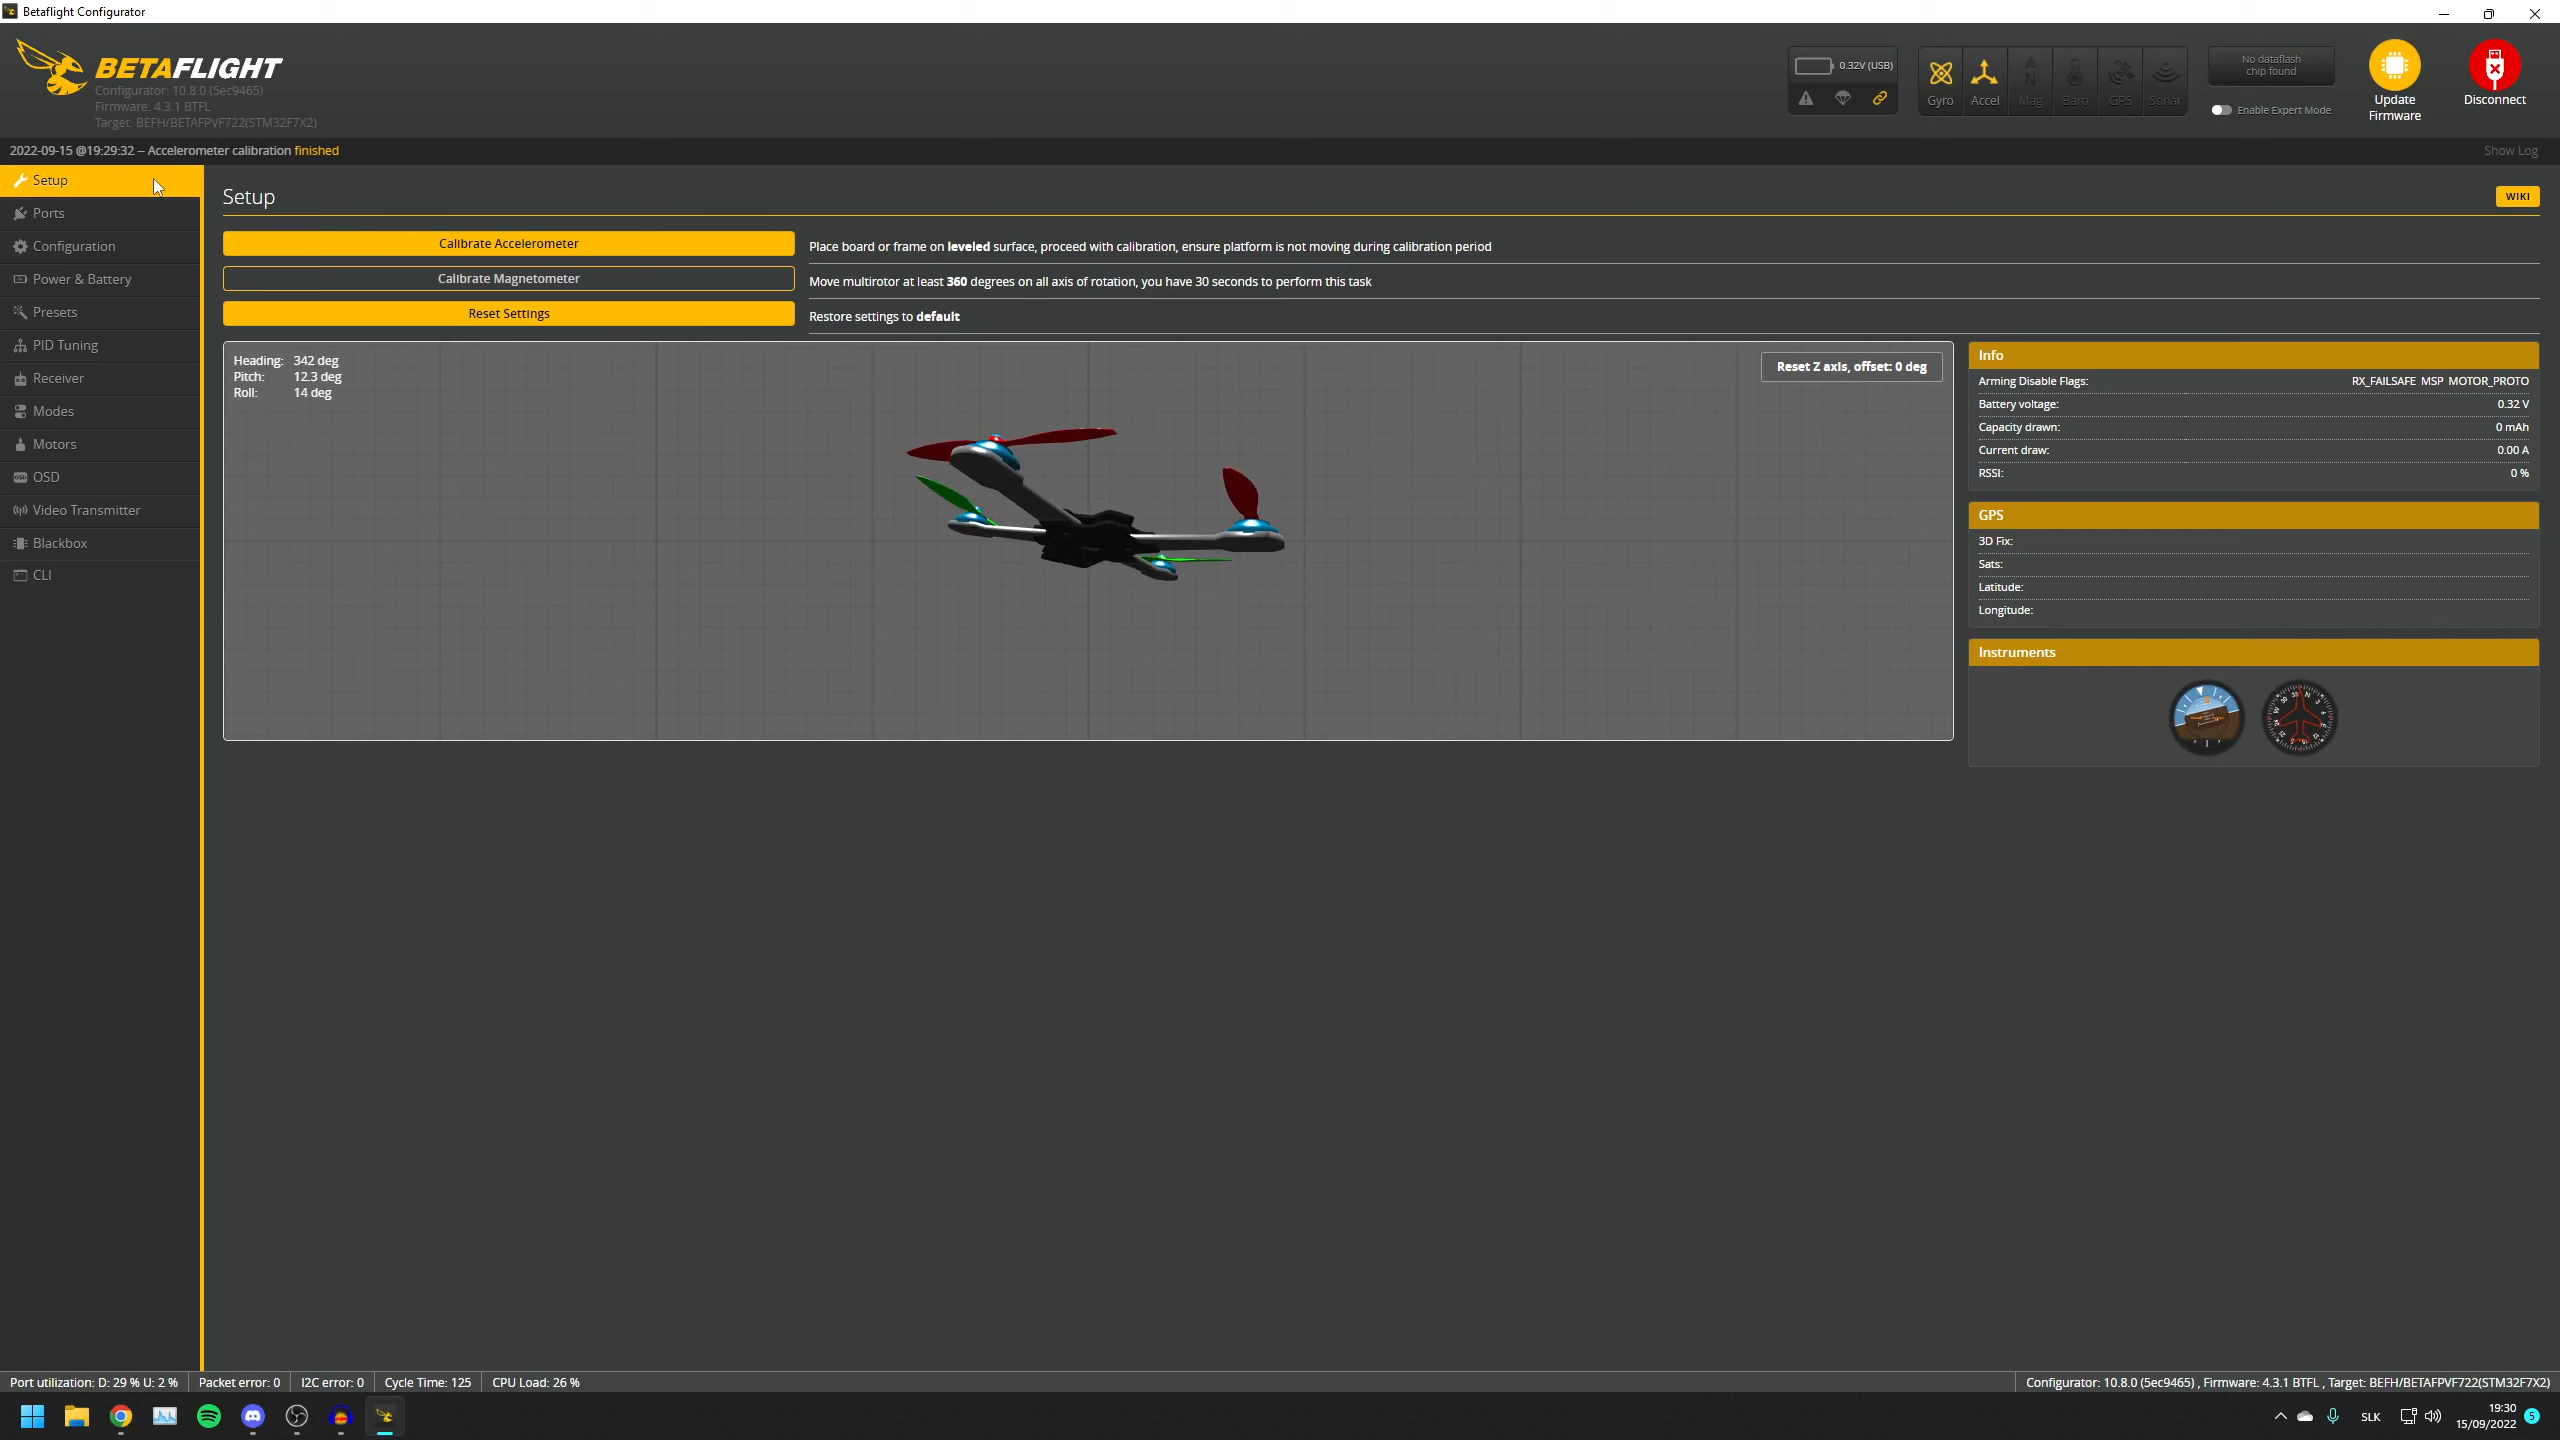 Betaflight Configurator
BETAFLIGHT
Configurator: 10.8.0 (5ec9465)
Firmware: 4.3.1 BTFL
Target: BEFH/BETAFPVF722(STM32F7X2)
0.32V (USB)
Gyro
Accel
Mag
Baro
GPS
Sonar
No dataflash
chip found
Enable Expert Mode
Update
Firmware
Disconnect
2022-09-15 @19:29:32 -- Accelerometer calibration finished
Show Log
Setup
Ports
Configuration
Power & Battery
Presets
PID Tuning
Receiver
Modes
Motors
OSD
Video Transmitter
Blackbox
CLI
Setup
WIKI
Calibrate Accelerometer
Place board or frame on leveled surface, proceed with calibration, ensure platform is not moving during calibration period
Calibrate Magnetometer
Move multirotor at least 360 degrees on all axis of rotation, you have 30 seconds to perform this task
Reset Settings
Restore settings to default
Heading: 342 deg
Pitch: 12.3 deg
Roll: 14 deg
Reset Z axis, offset: 0 deg
Info
Arming Disable Flags: RX_FAILSAFE MSP MOTOR_PROTO
Battery voltage: 0.32 V
Capacity drawn: 0 mAh
Current draw: 0.00 A
RSSI: 0 %
GPS
3D Fix:
Sats:
Latitude:
Longitude:
Instruments
Port utilization: D: 29 % U: 2 %
Packet error: 0
I2C error: 0
Cycle Time: 125
CPU Load: 26 %
Configurator: 10.8.0 (5ec9465) , Firmware: 4.3.1 BTFL , Target: BEFH/BETAFPVF722(STM32F7X2)
SLK
19:30
15/09/2022
5